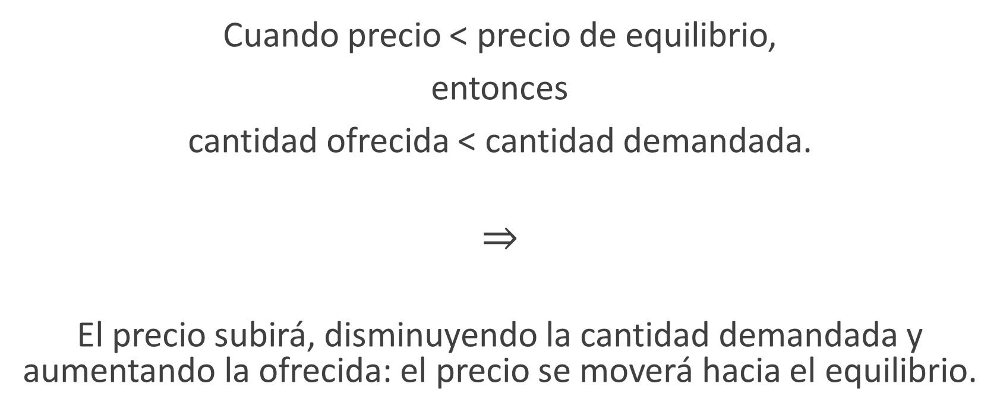 Cuando precio < precio de equilibrio,
entonces
cantidad ofrecida < cantidad demandada.
⇒
El precio subirá, disminuyendo la cantidad demandada y
aumentando la ofrecida: el precio se moverá hacia el equilibrio.